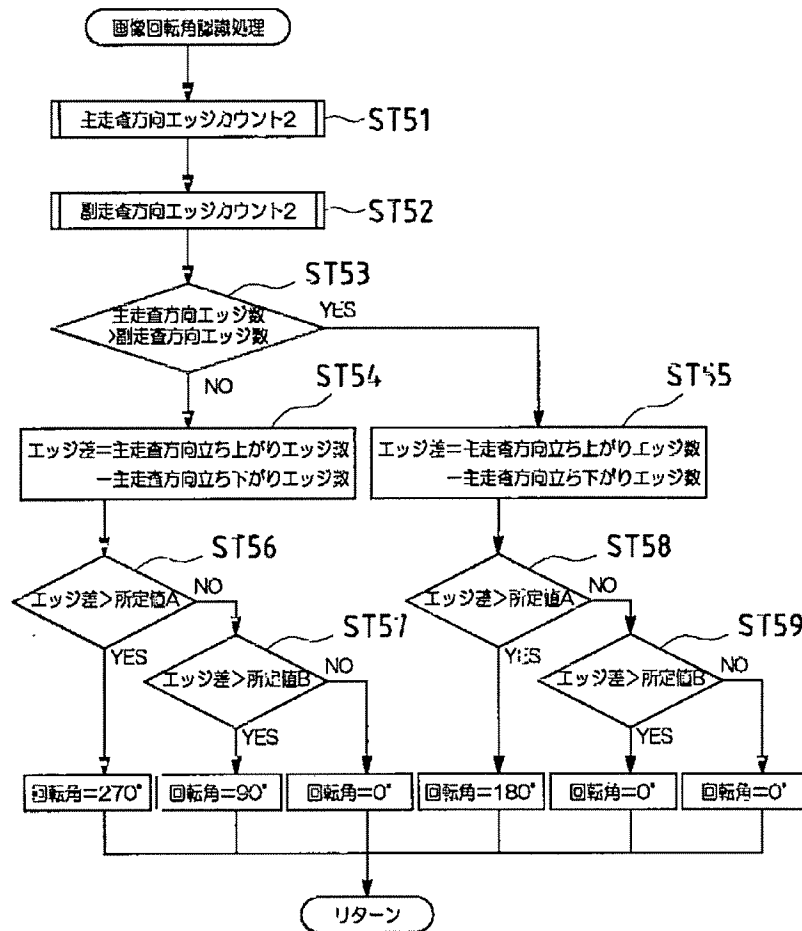 画像回転角認識処理
主走査方向エッジカウント2
ST51
副走査方向エッジカウント2
ST52
ST53
主走査方向エッジ数
>副走査方向エッジ数
YES
NO
ST54
ST55
エッジ差=主走査方向立ち上がりエッジ数
-主走査方向立ち下がりエッジ数
エッジ差=主走査方向立ち上がりエッジ数
-主走査方向立ち下がりエッジ数
ST56
エッジ差>所定値A
NO
YES
ST57
エッジ差>所定値B
NO
YES
ST58
エッジ差>所定値A
NO
YES
ST59
エッジ差>所定値B
NO
YES
回転角=270°
回転角=90°
回転角=0°
回転角=180°
回転角=0°
回転角=0°
リターン